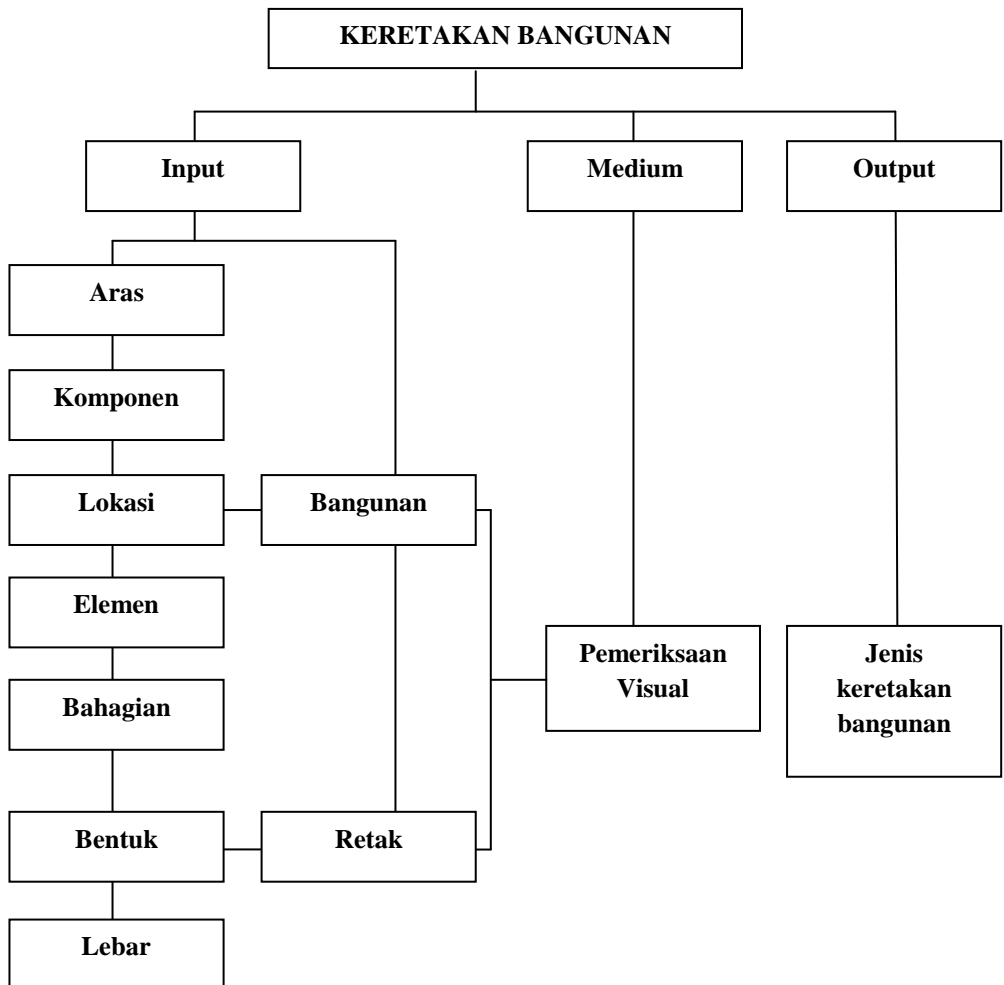 KERETAKAN BANGUNAN
Input
Medium
Output
Aras
Komponen
Lokasi
Bangunan
Elemen
Pemeriksaan
Visual
Jenis
keretakan
bangunan
Bahagian
Bentuk
Retak
Lebar